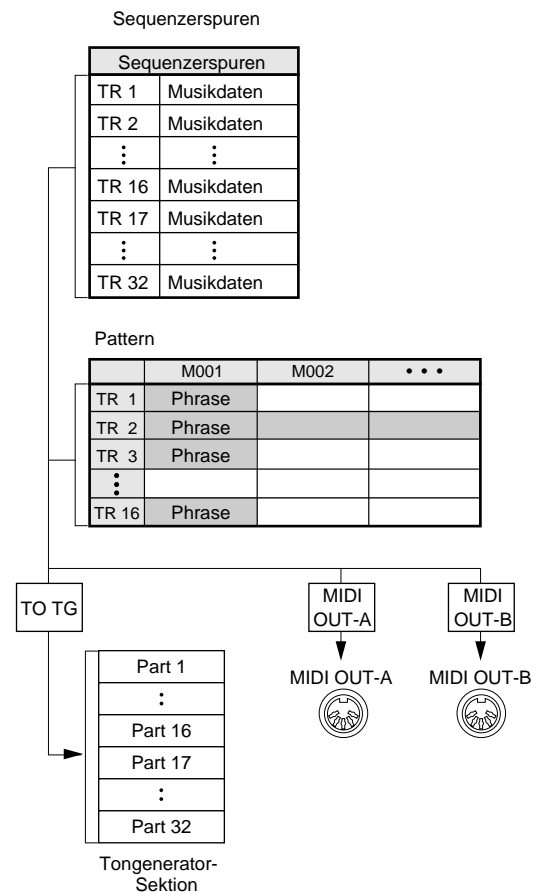 Sequenzerspuren
Sequenzerspuren
TR 1 Musikdaten
TR 2 Musikdaten
⋮ ⋮
TR 16 Musikdaten
TR 17 Musikdaten
⋮ ⋮
TR 32 Musikdaten
Pattern
M001 M002 • • •
TR 1 Phrase
TR 2 Phrase
TR 3 Phrase
⋮
TR 16 Phrase
TO TG
MIDI
OUT-A
MIDI
OUT-B
MIDI OUT-A MIDI OUT-B
Part 1
:
Part 16
Part 17
:
Part 32
Tongenerator-
Sektion